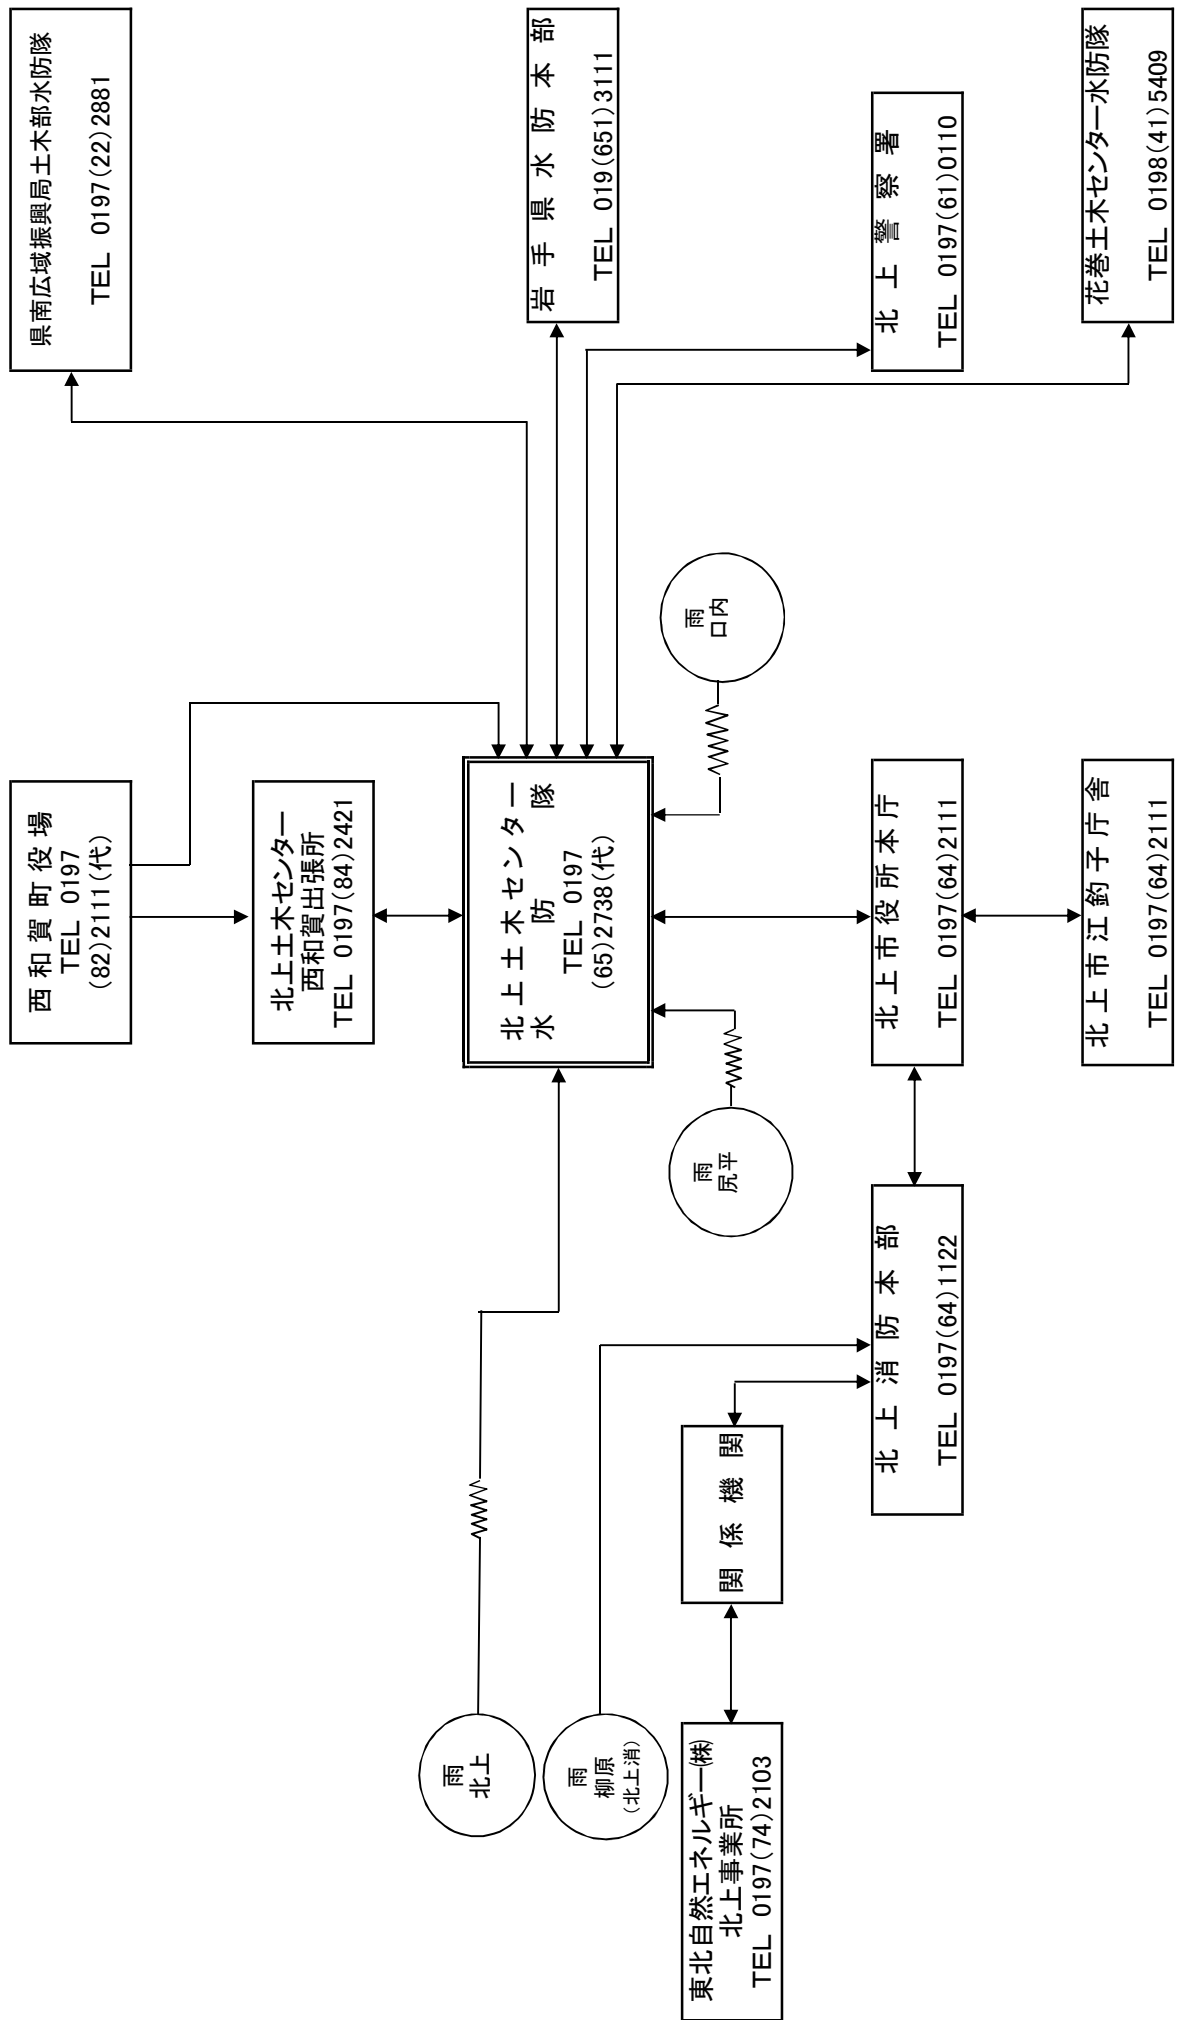 西和賀町役場
TEL 0197
(82)2111(代)
県南広域振興局土木部水防隊
TEL 0197(22)2881
北上土木センター
西和賀出張所
TEL 0197(84)2421
雨
北上
北上土木センター
水防隊
TEL 0197
(65)2738(代)
岩手県水防本部
TEL 019(651)3111
雨
柳原
(北上消)
雨
尻平
雨
口内
東北自然エネルギー㈱
北上事業所
TEL 0197(74)2103
関係機関
北上消防本部
TEL 0197(64)1122
北上市役所本庁
TEL 0197(64)2111
北上警察署
TEL 0197(61)0110
北上市江釣子庁舎
TEL 0197(64)2111
花巻土木センター水防隊
TEL 0198(41)5409